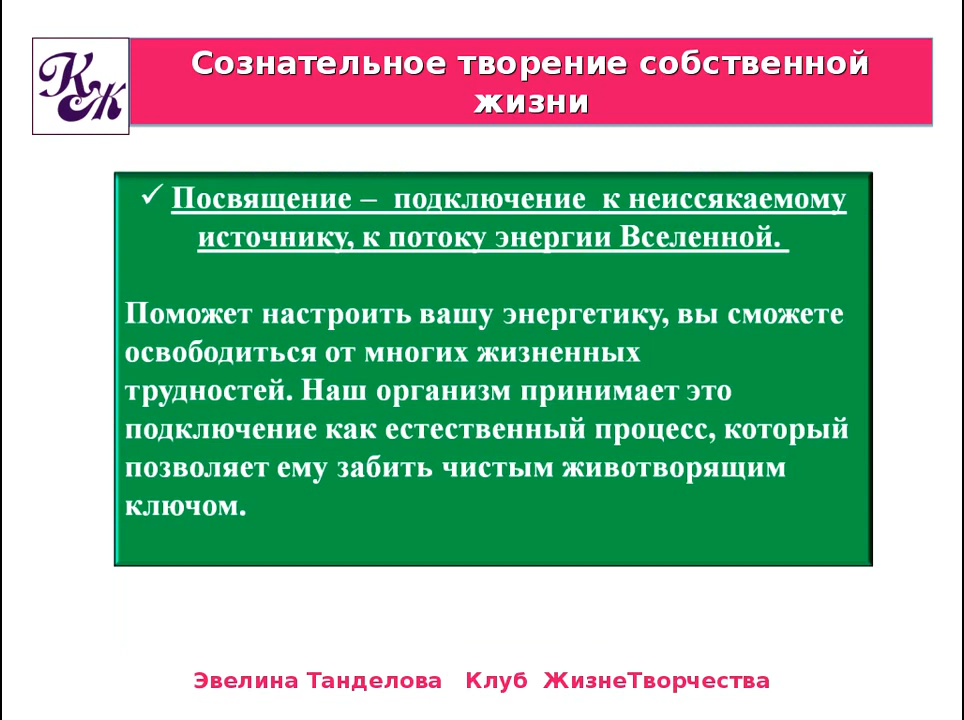 КЖ
Сознательное творение собственной
жизни
✓ Посвящение – подключение к неиссякаемому
источнику, к потоку энергии Вселенной.
Поможет настроить вашу энергетику, вы сможете
освободиться от многих жизненных
трудностей. Наш организм принимает это
подключение как естественный процесс, который
позволяет ему забить чистым животворящим
ключом.
Эвелина Танделова Клуб ЖизнеТворчества